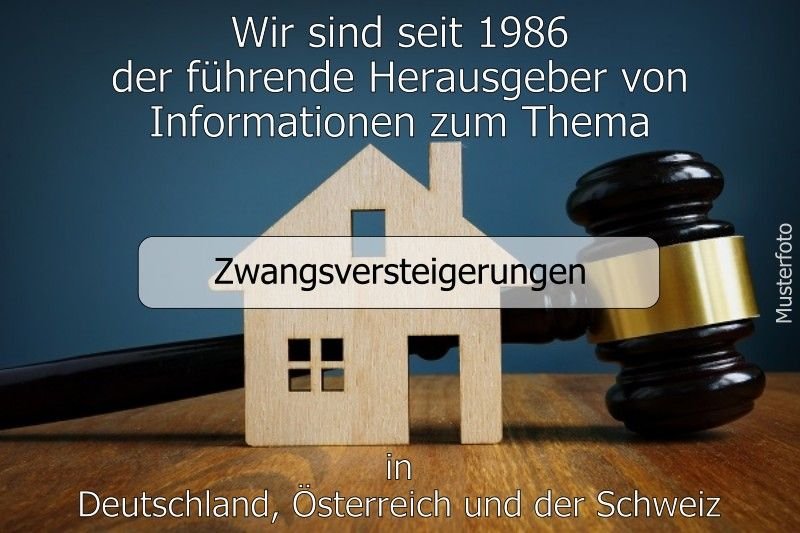 Wir sind seit 1986
der führende Herausgeber von
Informationen zum Thema
Zwangsversteigerungen
Musterfoto
in
Deutschland, Österreich und der Schweiz